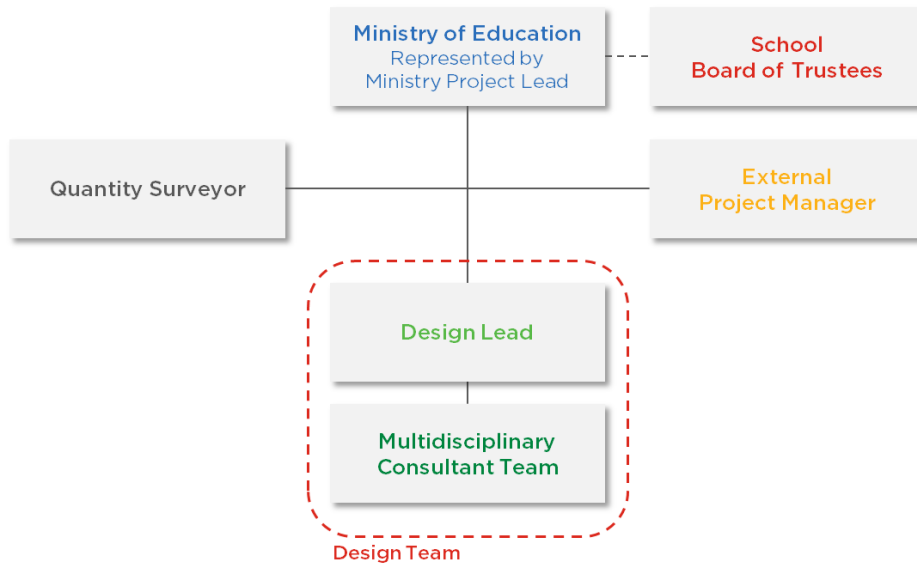 Ministry of Education
Represented by
Ministry Project Lead
School
Board of Trustees
Quantity Surveyor
External
Project Manager
Design Lead
Multidisciplinary
Consultant Team
Design Team